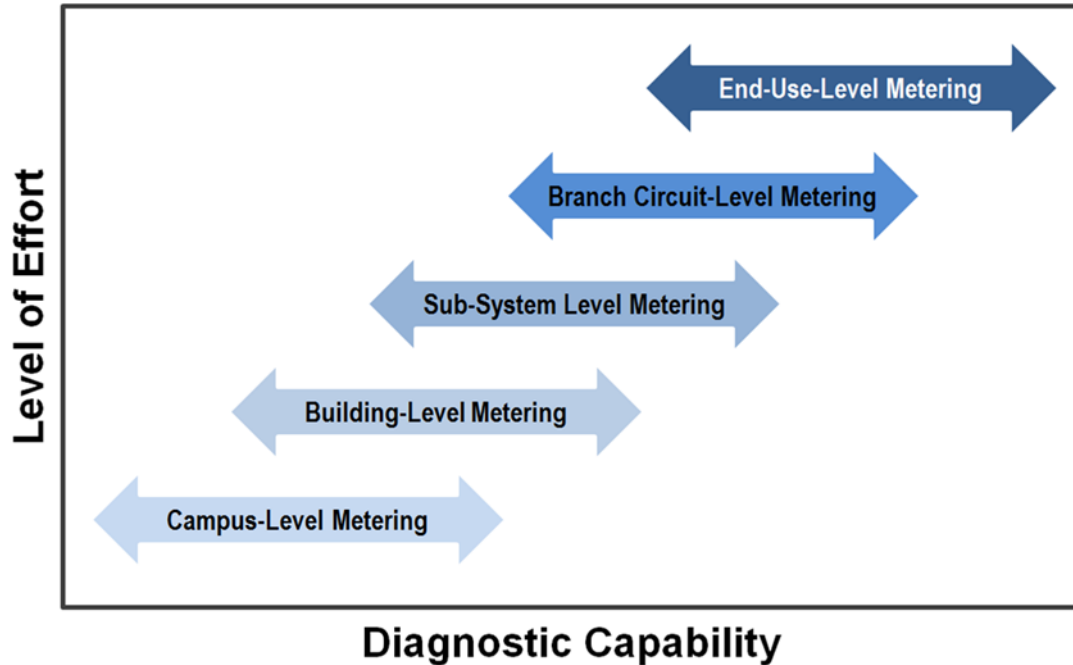 Level of Effort
End-Use-Level Metering
Branch Circuit-Level Metering
Sub-System Level Metering
Building-Level Metering
Campus-Level Metering
Diagnostic Capability